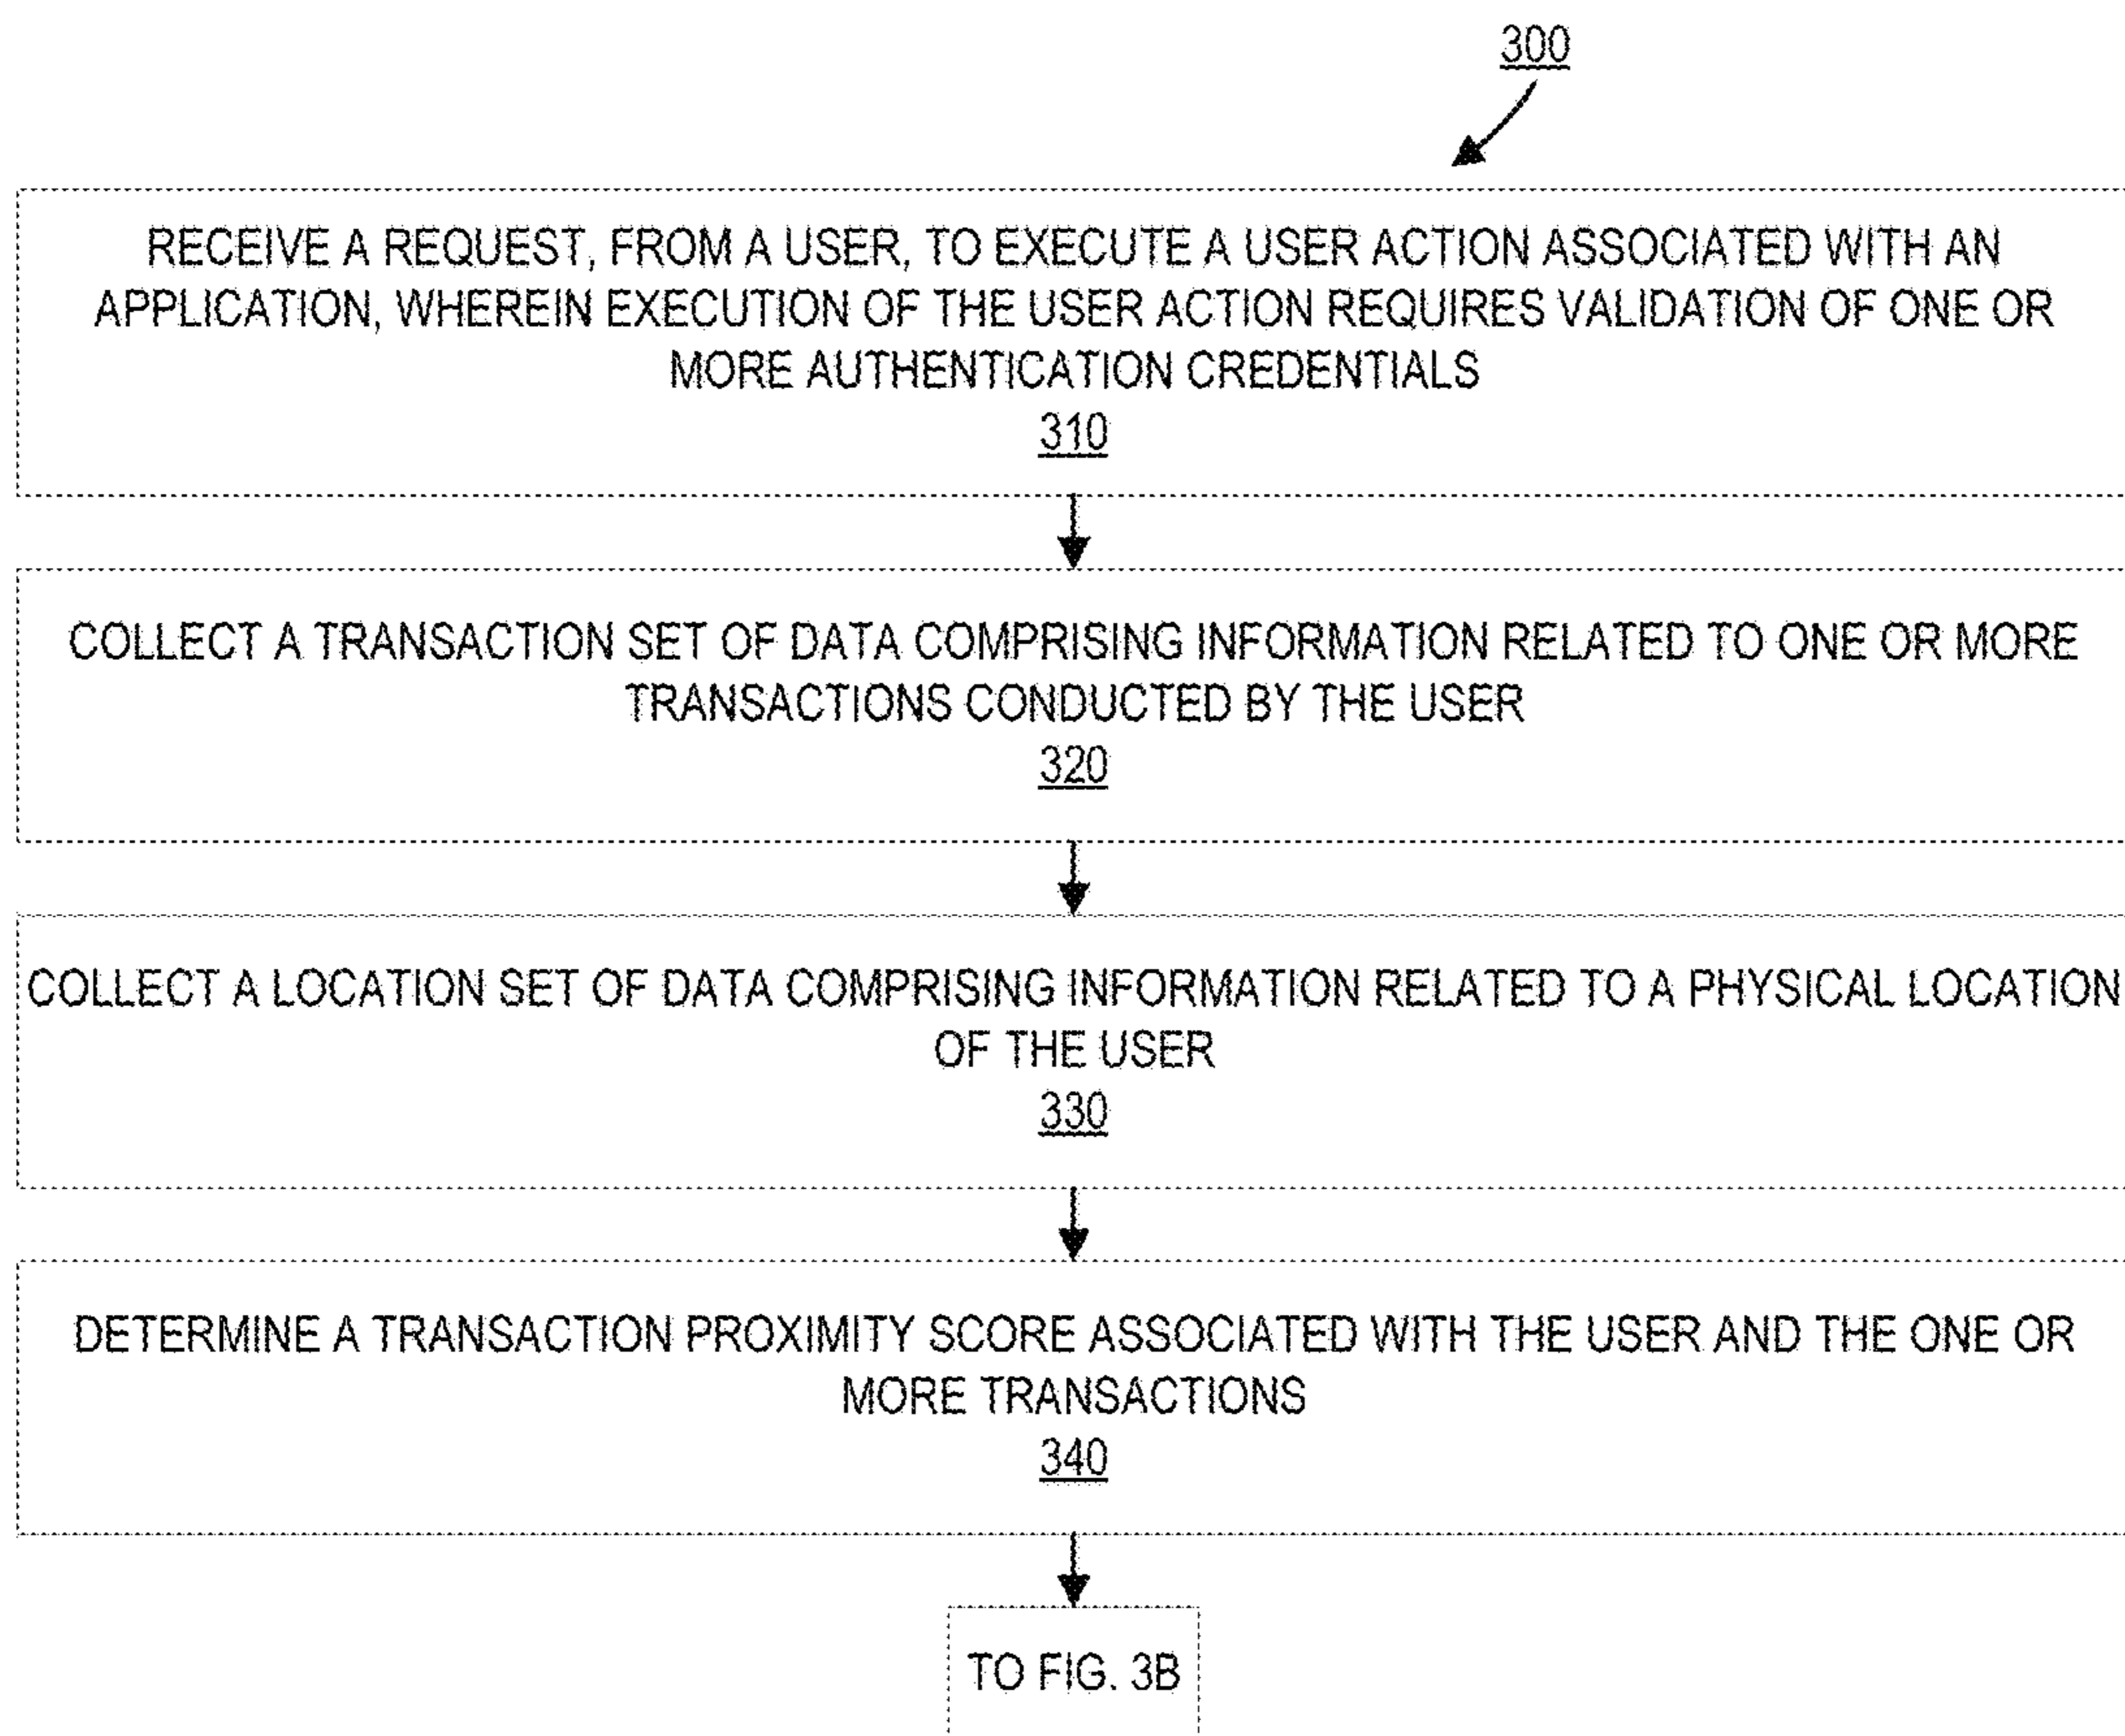 300
RECEIVE A REQUEST, FROM A USER, TO EXECUTE A USER ACTION ASSOCIATED WITH AN
APPLICATION, WHEREIN EXECUTION OF THE USER ACTION REQUIRES VALIDATION OF ONE OR
MORE AUTHENTICATION CREDENTIALS
310
COLLECT A TRANSACTION SET OF DATA COMPRISING INFORMATION RELATED TO ONE OR MORE
TRANSACTIONS CONDUCTED BY THE USER
320
COLLECT A LOCATION SET OF DATA COMPRISING INFORMATION RELATED TO A PHYSICAL LOCATION
OF THE USER
330
DETERMINE A TRANSACTION PROXIMITY SCORE ASSOCIATED WITH THE USER AND THE ONE OR
MORE TRANSACTIONS
340
TO FIG. 3B